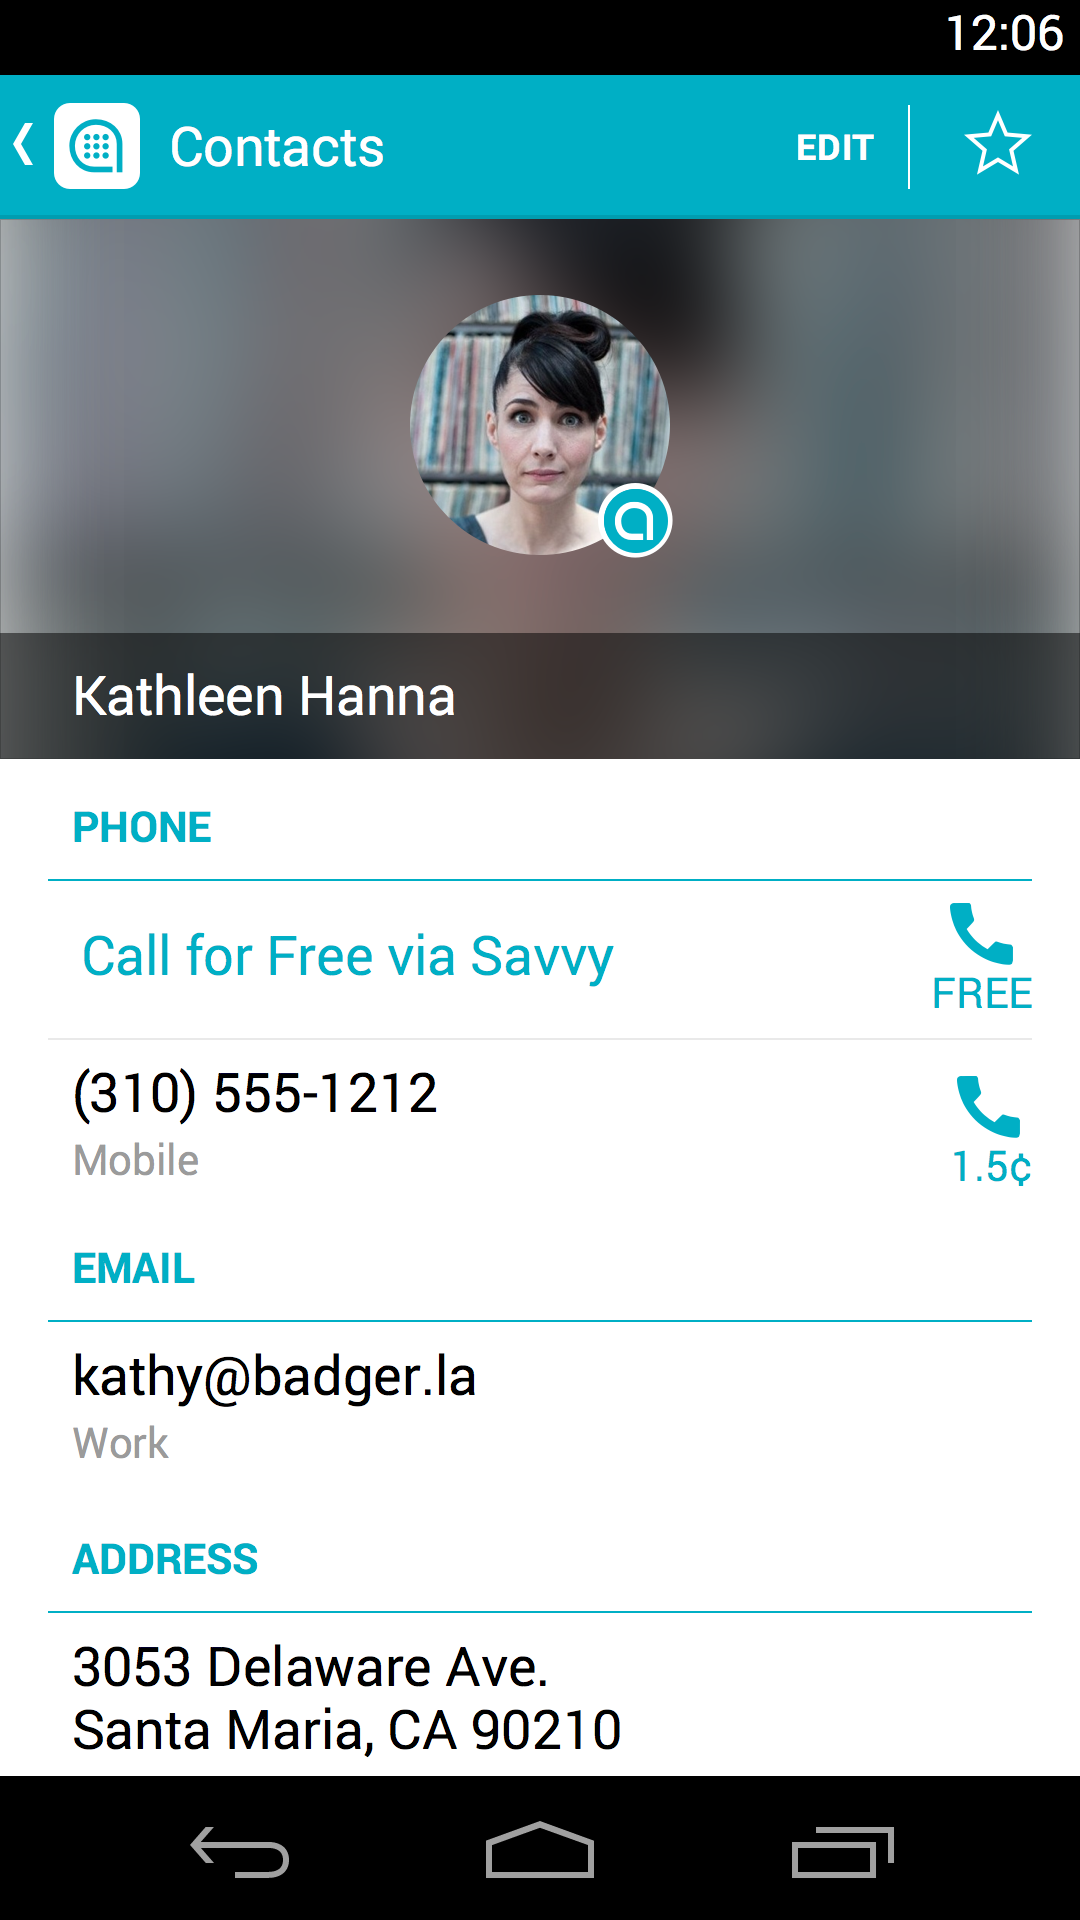 12:06
Contacts
EDIT
Kathleen Hanna
PHONE
Call for Free via Savvy
FREE
(310) 555-1212
Mobile
1.5¢
EMAIL
kathy@badger.la
Work
ADDRESS
3053 Delaware Ave.
Santa Maria, CA 90210